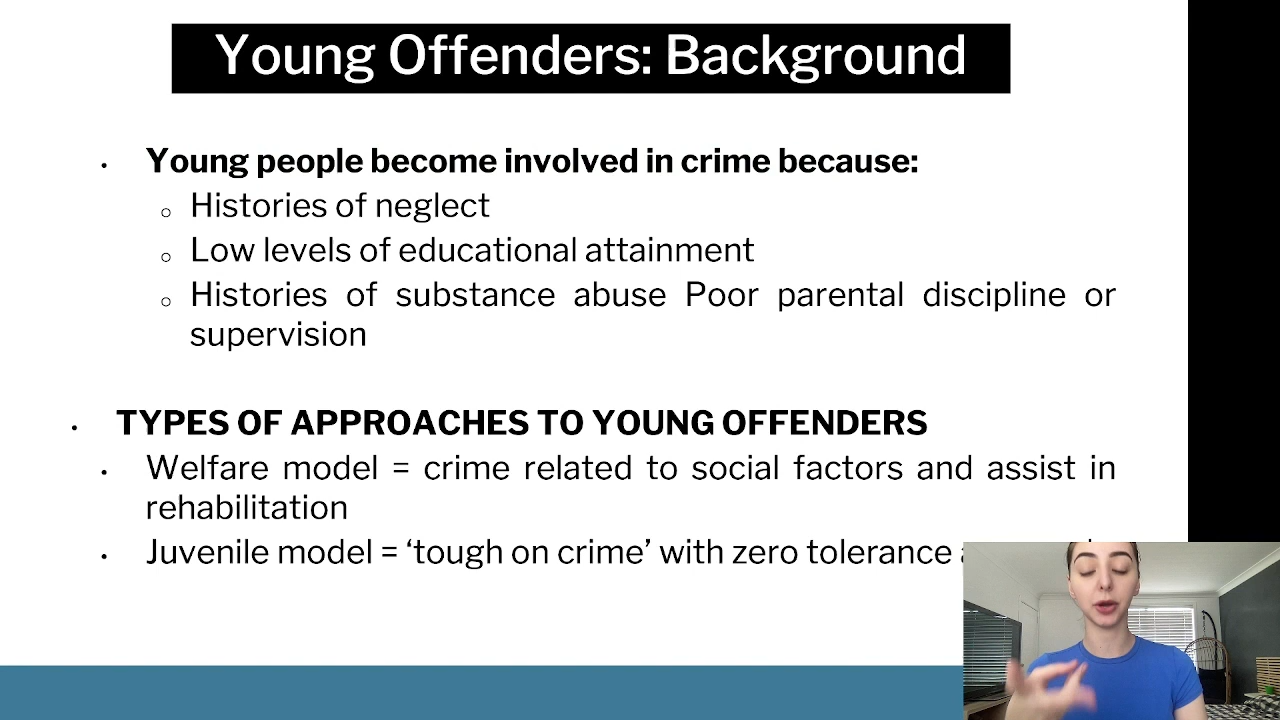 Young Offenders: Background
Young people become involved in crime because:
Histories of neglect
Low levels of educational attainment
Histories of substance abuse Poor parental discipline or
supervision
TYPES OF APPROACHES TO YOUNG OFFENDERS
Welfare model = crime related to social factors and assist in
rehabilitation
Juvenile model = ‘tough on crime’ with zero tolerance